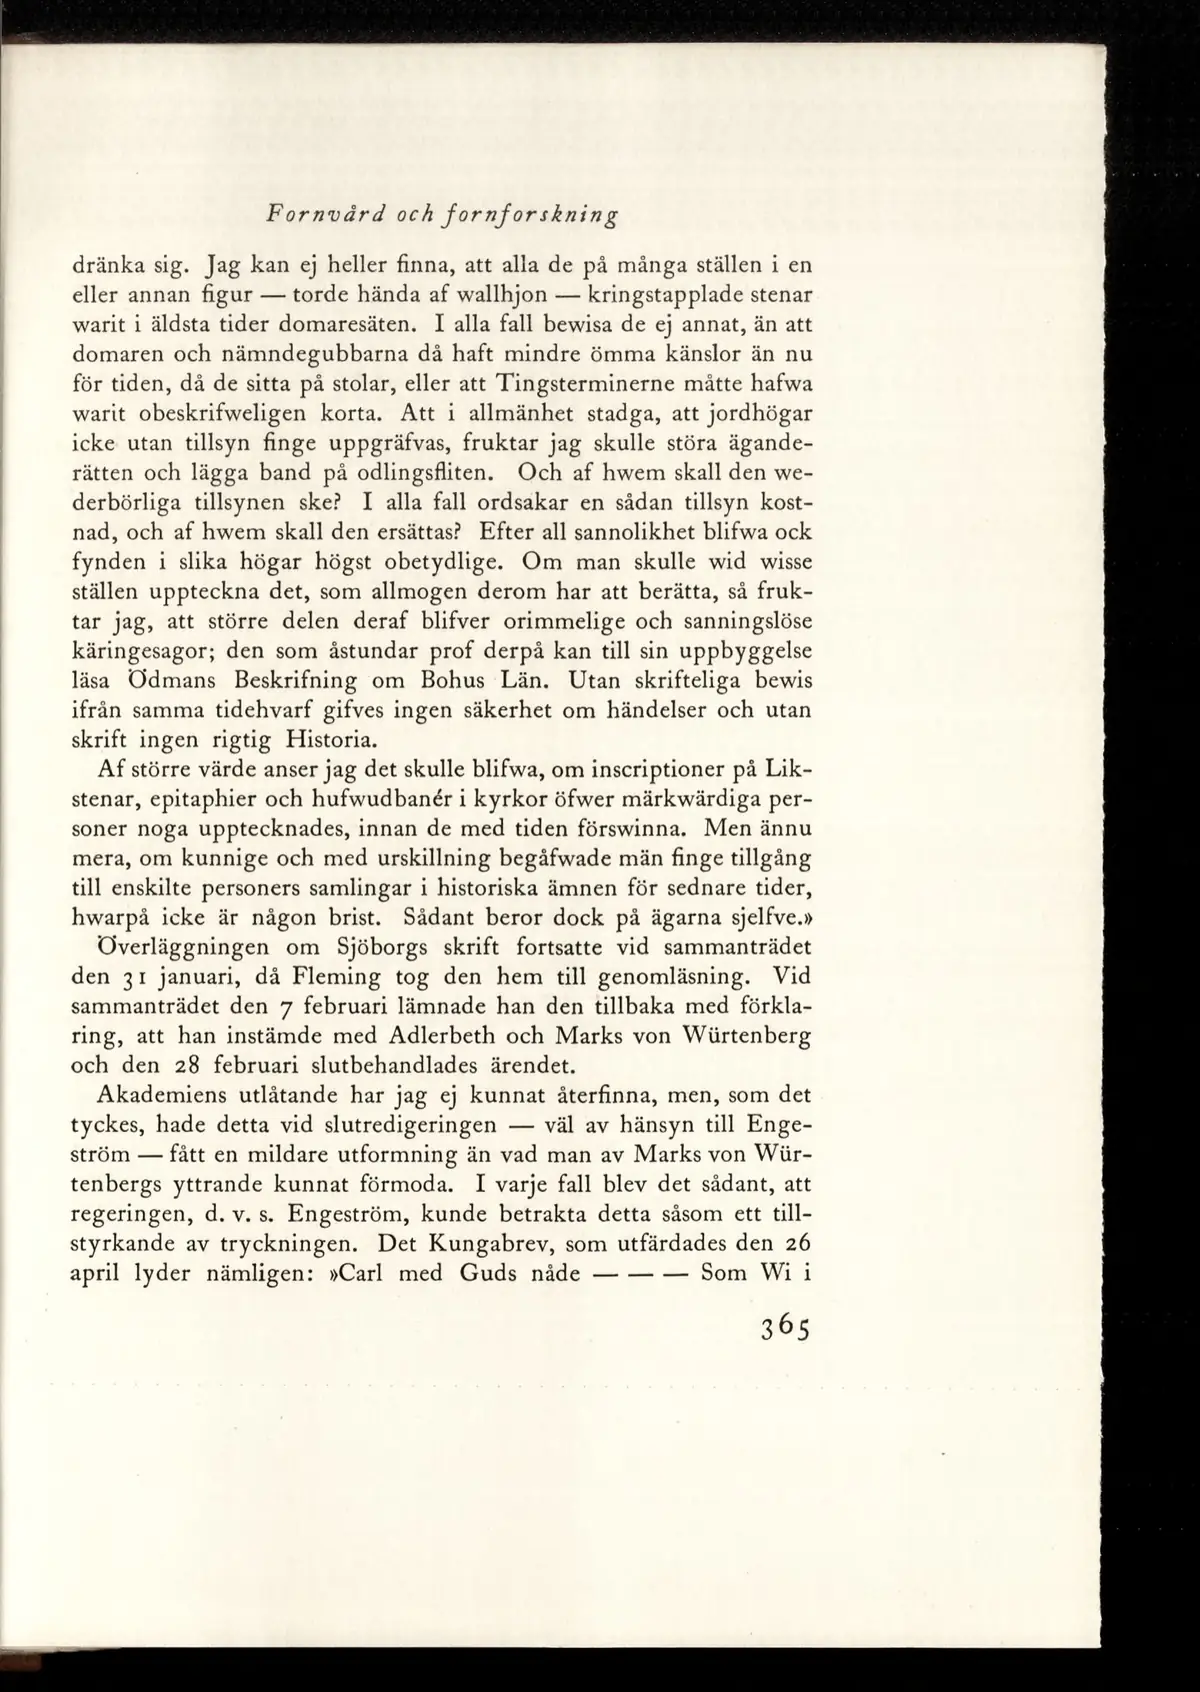 Fornvård och fornforskning
dränka sig. Jag kan ej heller finna, att alla de på många ställen i en
eller annan figur — torde hända af wallhjon — kringstapplade stenar
warit i äldsta tider domaresäten. I alla fall bewisa de ej annat, än att
domaren och nämndegubbarna då haft mindre ömma känslor än nu
för tiden, då de sitta på stolar, eller att Tingsterminerne måtte hafwa
warit obeskrifweligen korta. Att i allmänhet stadga, att jordhögar
icke utan tillsyn finge uppgräfvas, fruktar jag skulle störa ägande-
rätten och lägga band på odlingsfliten. Och af hwem skall den we-
derbörliga tillsynen ske? I alla fall ordsakar en sådan tillsyn kost-
nad, och af hwem skall den ersättas? Efter all sannolikhet blifwa ock
fynden i slika högar högst obetydlige. Om man skulle wid wisse
ställen uppteckna det, som allmogen derom har att berätta, så fruk-
tar jag, att större delen deraf blifver orimmelige och sanningslöse
käringesagor; den som åstundar prof derpå kan till sin uppbyggelse
läsa Ödmans Beskrifning om Bohus Län. Utan skrifteliga bewis
ifrån samma tidehvarf gifves ingen säkerhet om händelser och utan
skrift ingen rigtig Historia.
Af större värde anser jag det skulle blifwa, om inscriptioner på Lik-
stenar, epitaphier och hufwudbanér i kyrkor öfwer märkwärdiga per-
soner noga upptecknades, innan de med tiden förswinna. Men ännu
mera, om kunnige och med urskillning begåfwade män finge tillgång
till enskilte personers samlingar i historiska ämnen för sednare tider,
hwarpå icke är någon brist. Sådant beror dock på ägarna sjelfve.»
Överläggningen om Sjöborgs skrift fortsatte vid sammanträdet
den 31 januari, då Fleming tog den hem till genomläsning. Vid
sammanträdet den 7 februari lämnade han den tillbaka med förkla-
ring, att han instämde med Adlerbeth och Marks von Würtenberg
och den 28 februari slutbehandlades ärendet.
Akademiens utlåtande har jag ej kunnat återfinna, men, som det
tyckes, hade detta vid slutredigeringen — väl av hänsyn till Enge-
ström — fått en mildare utformning än vad man av Marks von Wür-
tenbergs yttrande kunnat förmoda. I varje fall blev det sådant, att
regeringen, d. v. s. Engeström, kunde betrakta detta såsom ett till-
styrkande av tryckningen. Det Kungabrev, som utfärdades den 26
april lyder nämligen: »Carl med Guds nåde — — — Som Wi i
365